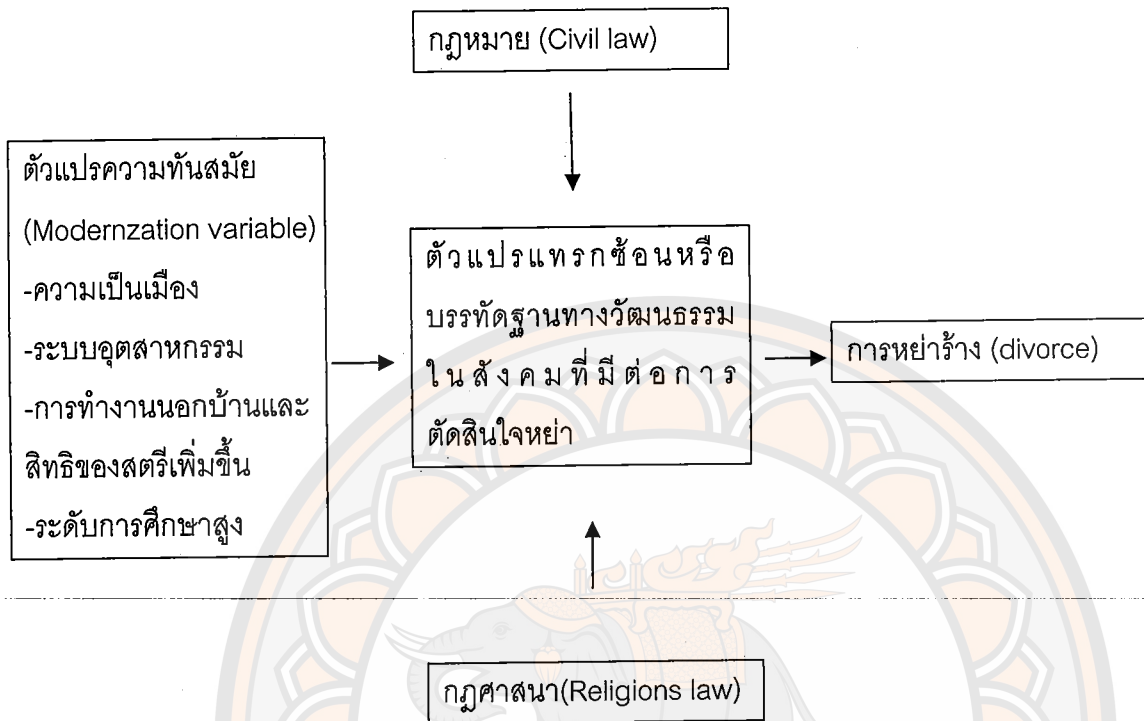 กฎหมาย (Civil law)
ตัวแปรความทันสมัย
(Modernzation variable)
-ความเป็นเมือง
-ระบบอุตสาหกรรม
-การทำงานนอกบ้านและ
สิทธิของสตรีเพิ่มขึ้น
-ระดับการศึกษาสูง
ตัวแปรแทรกซ้อนหรือ
บรรทัดฐานทางวัฒนธรรม
ในสังคมที่มีต่อการ
ตัดสินใจหย่า
การหย่าร้าง (divorce)
กฎศาสนา(Religions law)